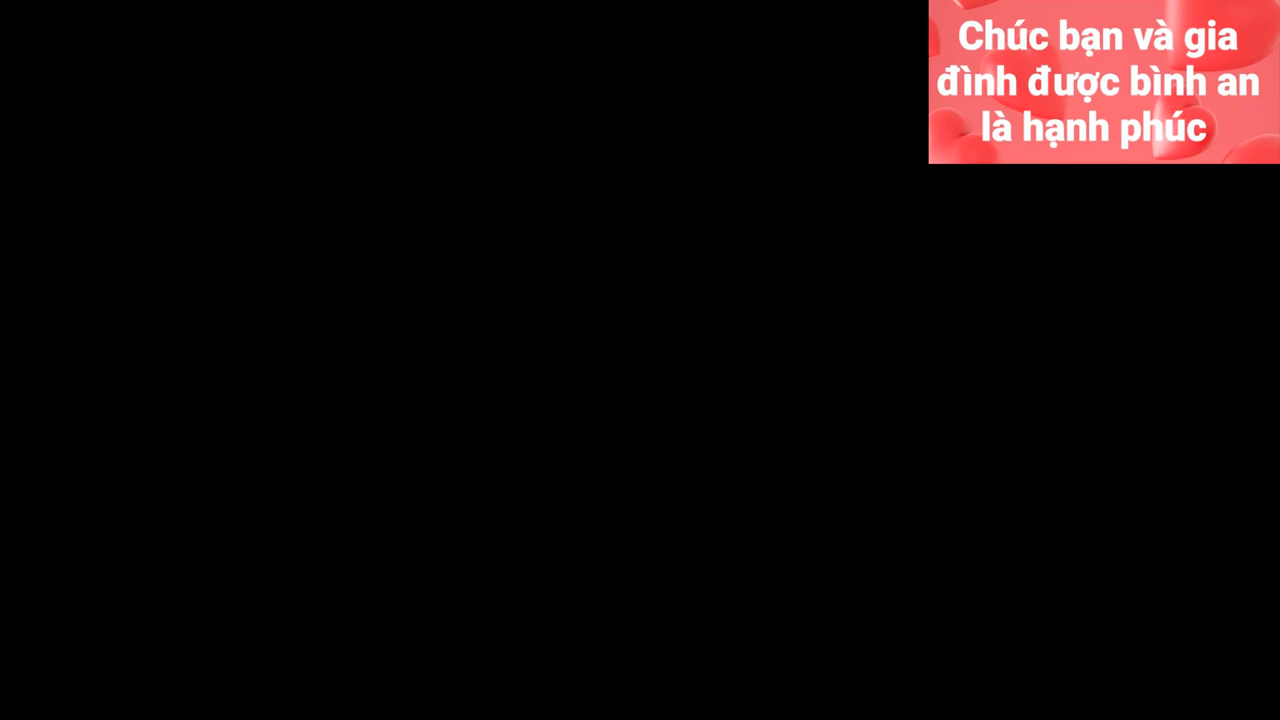 Chúc bạn và gia
đình được bình an
là hạnh phúc